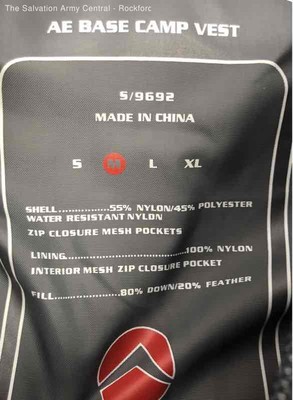 The Salvation Army Central - Rockford
AE BASE CAMP VEST
S/9692
MADE IN CHINA
S M L XL
SHELL................55% NYLON/45% POLYESTER
WATER RESISTANT NYLON
ZIP CLOSURE MESH POCKETS
LINING...............................100% NYLON
INTERIOR MESH ZIP CLOSURE POCKET
FILL.................80% DOWN/20% FEATHER